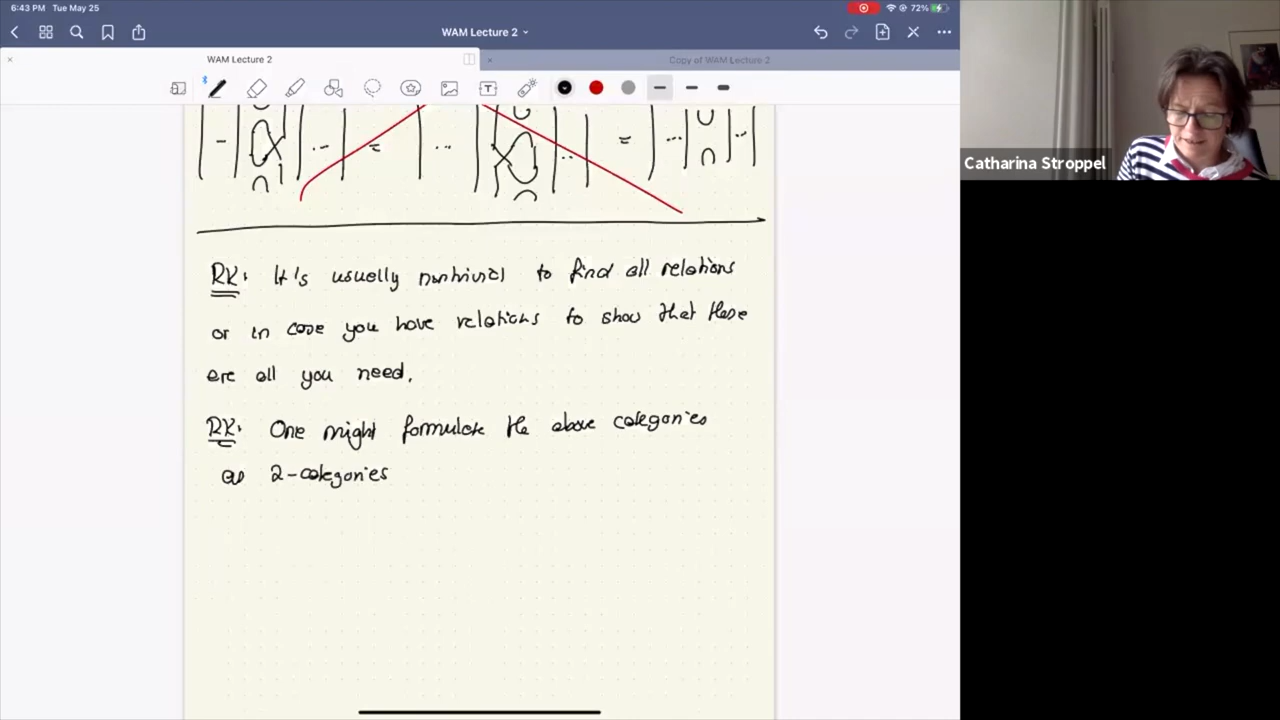 6:43 PM Tue May 25
72%
WAM Lecture 2
WAM Lecture 2
Copy of WAM Lecture 2
Catharina Stroppel
RK: It's usually nontrivial to find all relations
or in case you have relations to show that these
are all you need.
RK: One might formulate the above categories
as 2-categories